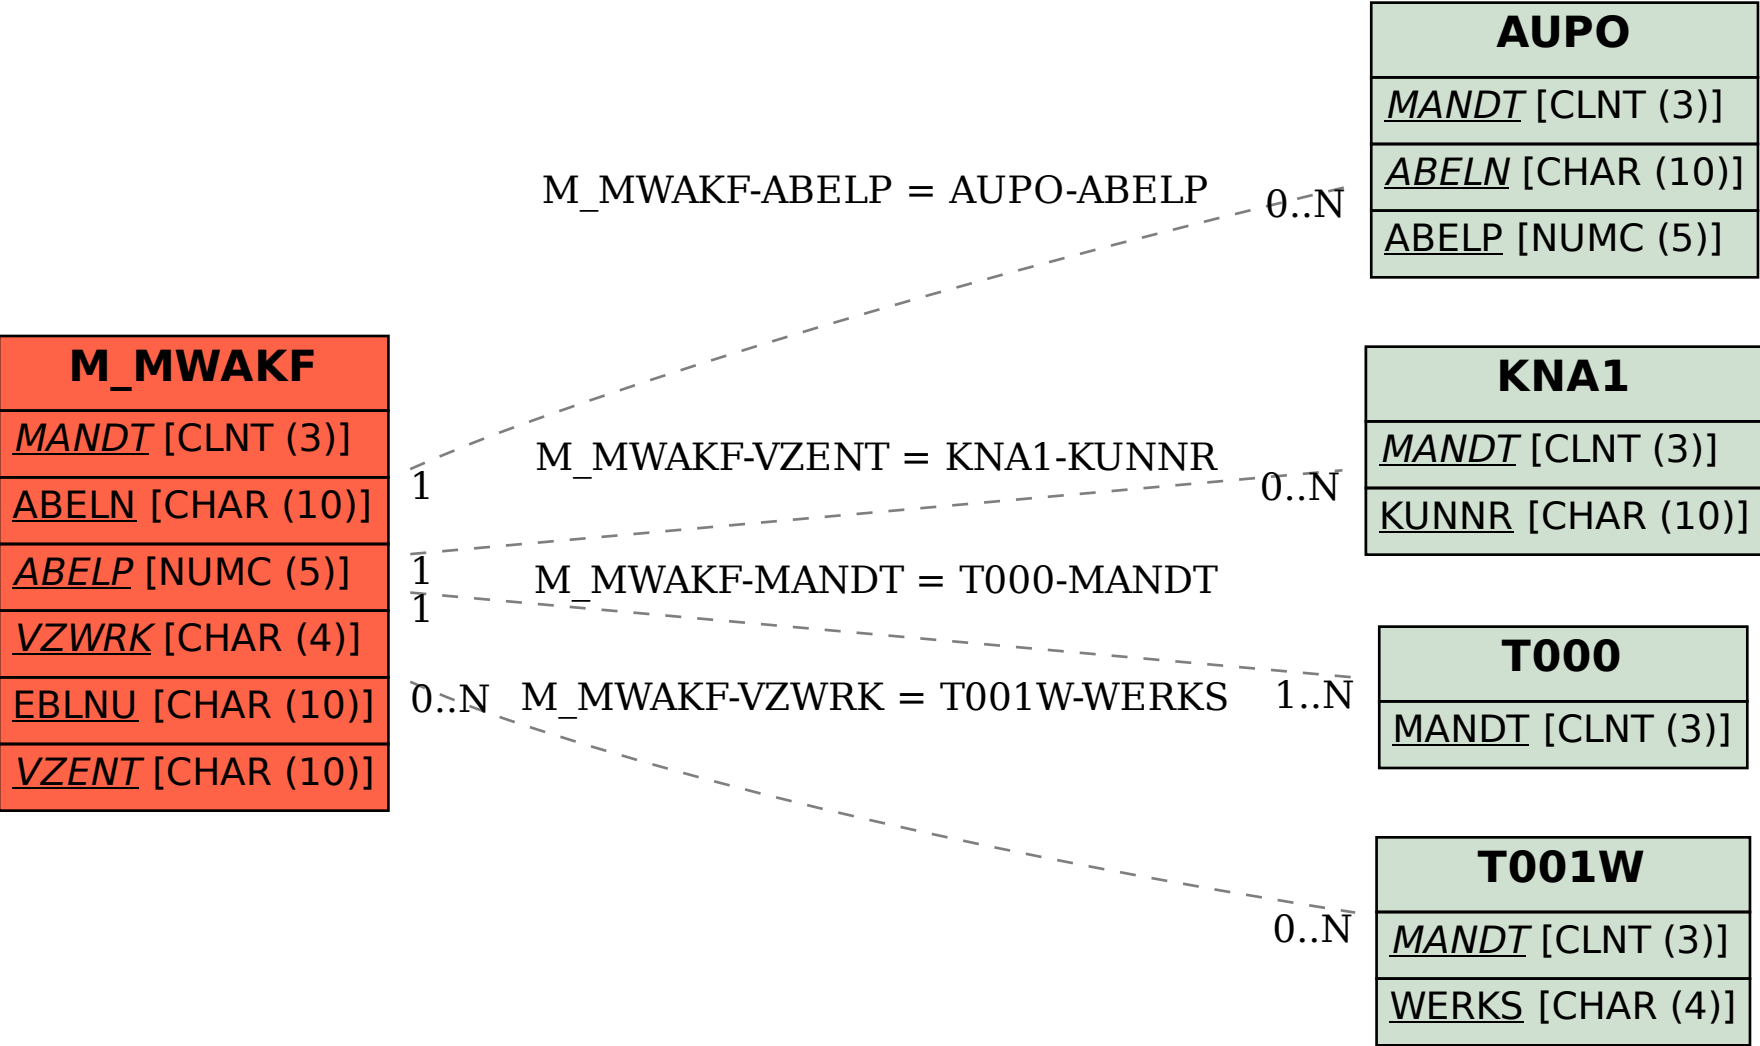 AUPO
MANDT [CLNT (3)]
ABELN [CHAR (10)]
ABELP [NUMC (5)]
M_MWAKF-ABELP = AUPO-ABELP
0..N
1
M_MWAKF
MANDT [CLNT (3)]
ABELN [CHAR (10)]
ABELP [NUMC (5)]
VZWRK [CHAR (4)]
EBLNU [CHAR (10)]
VZENT [CHAR (10)]
KNA1
MANDT [CLNT (3)]
KUNNR [CHAR (10)]
M_MWAKF-VZENT = KNA1-KUNNR
0..N
1
M_MWAKF-MANDT = T000-MANDT
1
1..N
T000
MANDT [CLNT (3)]
0..N
M_MWAKF-VZWRK = T001W-WERKS
0..N
T001W
MANDT [CLNT (3)]
WERKS [CHAR (4)]